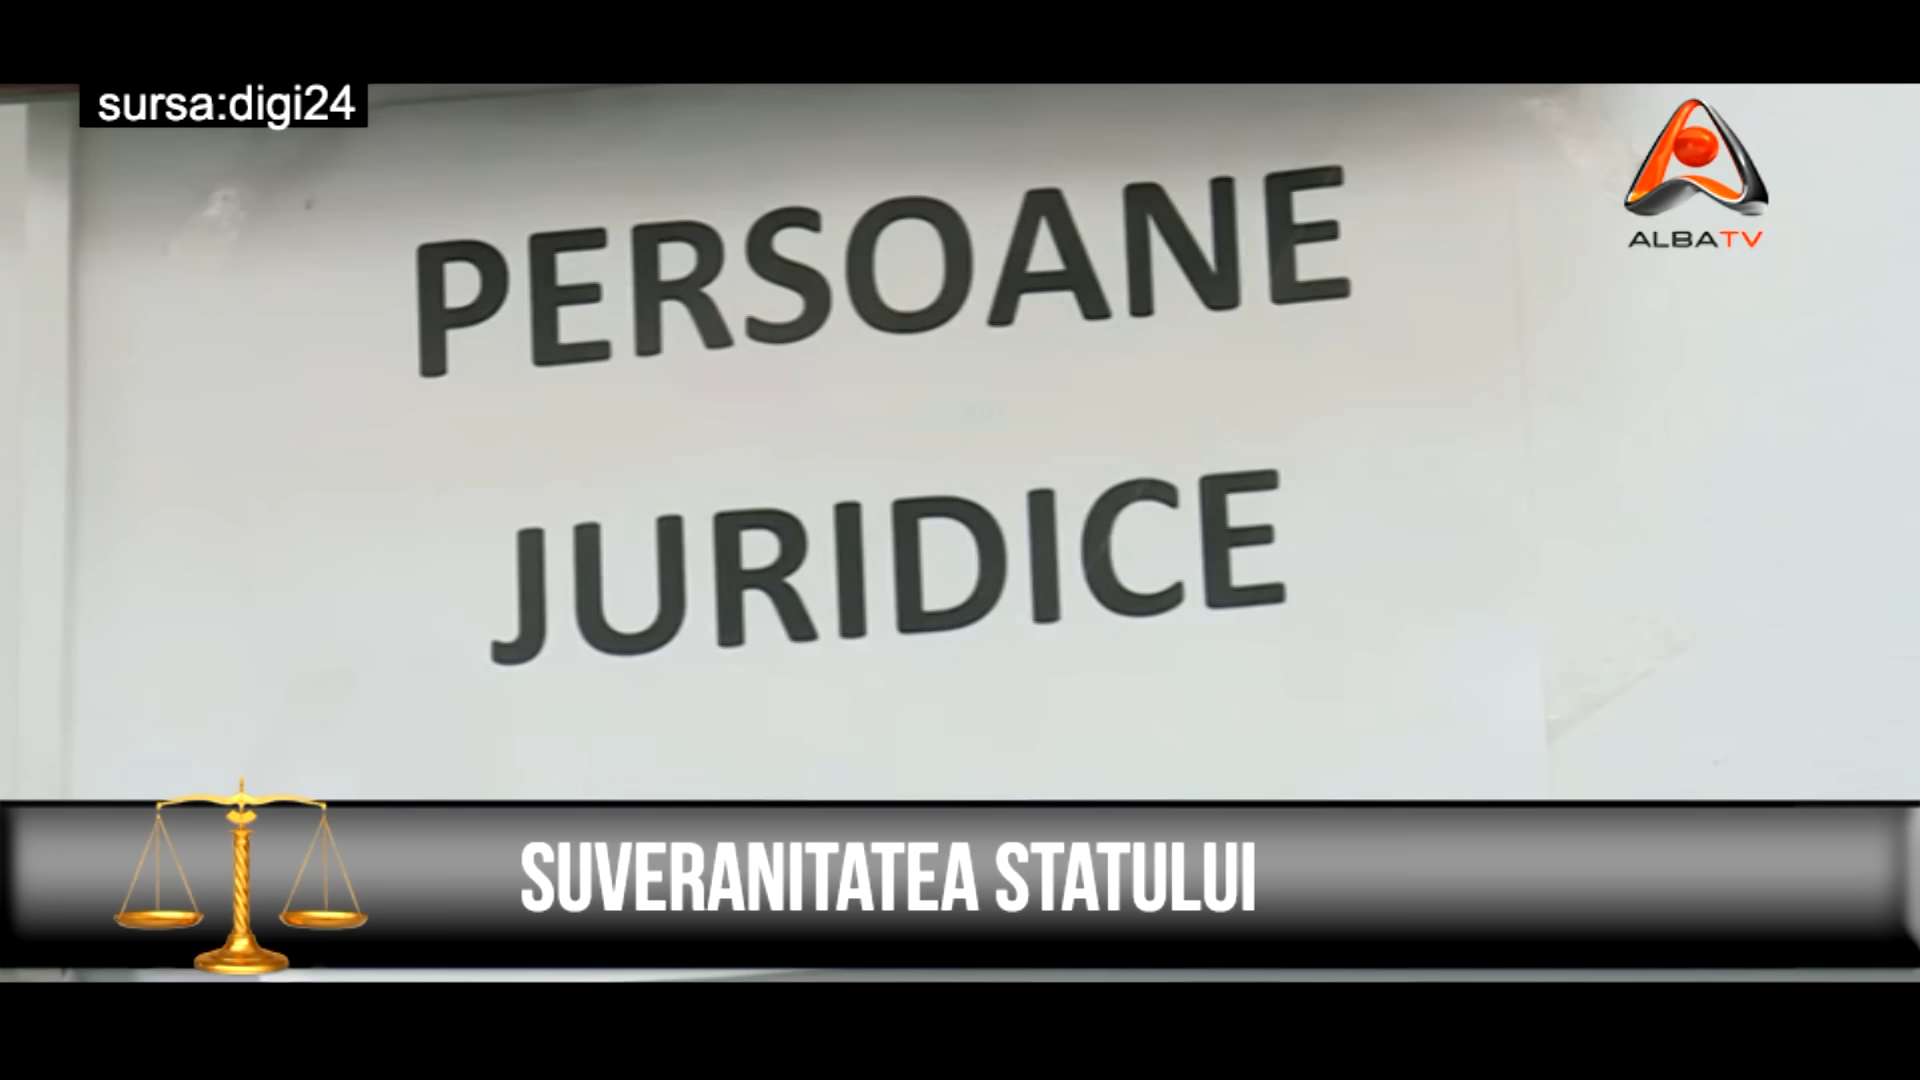 sursa:digi24
ALBATV
PERSOANE
JURIDICE
SUVERANITATEA STATULUI